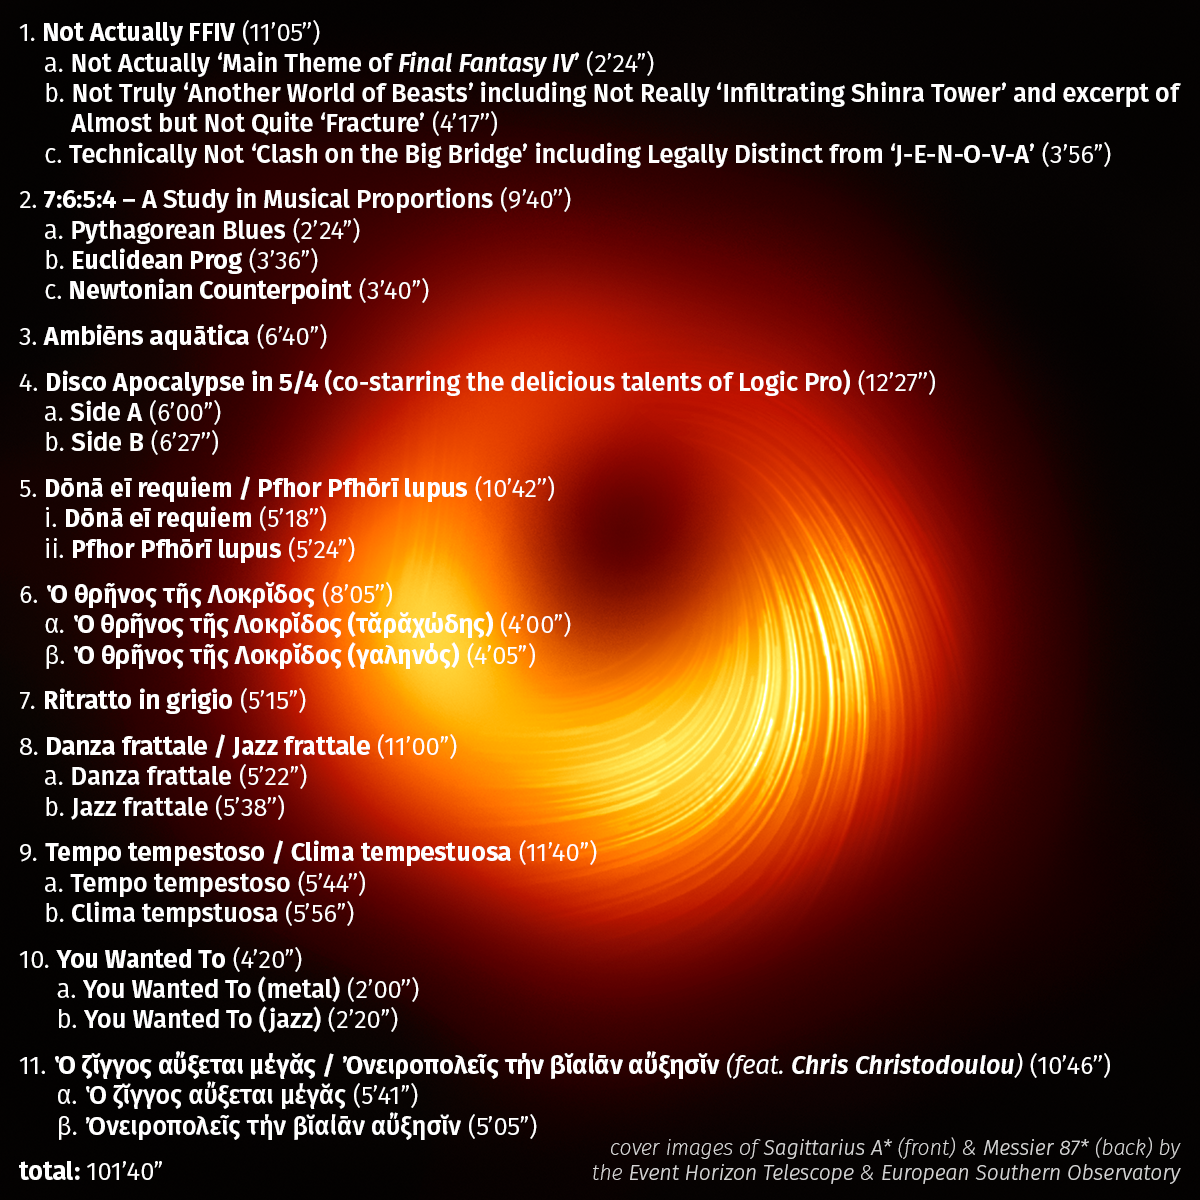 1. Not Actually FFIV (11’05”)
a. Not Actually ‘Main Theme of Final Fantasy IV’ (2’24”)
b. Not Truly ‘Another World of Beasts’ including Not Really ‘Infiltrating Shinra Tower’ and excerpt of
Almost but Not Quite ‘Fracture’ (4’17”)
c. Technically Not ‘Clash on the Big Bridge’ including Legally Distinct from ‘J-E-N-O-V-A’ (3’56”)
2. 7:6:5:4 – A Study in Musical Proportions (9’40”)
a. Pythagorean Blues (2’24”)
b. Euclidean Prog (3’36”)
c. Newtonian Counterpoint (3’40”)
3. Ambiēns aquātica (6’40”)
4. Disco Apocalypse in 5/4 (co-starring the delicious talents of Logic Pro) (12’27”)
a. Side A (6’00”)
b. Side B (6’27”)
5. Dōnā eī requiem / Pfhor Pfhōrī lupus (10’42”)
i. Dōnā eī requiem (5’18”)
ii. Pfhor Pfhōrī lupus (5’24”)
6. Ὁ θρῆνος τῆς Λοκρῐ́δος (8’05”)
α. Ὁ θρῆνος τῆς Λοκρῐ́δος (τᾰρᾰχώδης) (4’00”)
β. Ὁ θρῆνος τῆς Λοκρῐ́δος (γαληνός) (4’05”)
7. Ritratto in grigio (5’15”)
8. Danza frattale / Jazz frattale (11’00”)
a. Danza frattale (5’22”)
b. Jazz frattale (5’38”)
9. Tempo tempestoso / Clima tempestuosa (11’40”)
a. Tempo tempestoso (5’44”)
b. Clima tempstuosa (5’56”)
10. You Wanted To (4’20”)
a. You Wanted To (metal) (2’00”)
b. You Wanted To (jazz) (2’20”)
11. Ὁ ζῐ́γγος αὔξεται μέγᾰς / Ὀνειροπολεῖς τήν βῐαίᾱν αὔξησῐν (feat. Chris Christodoulou) (10’46”)
α. Ὁ ζῐ́γγος αὔξεται μέγᾰς (5’41”)
β. Ὀνειροπολεῖς τήν βῐαίᾱν αὔξησῐν (5’05”)
total: 101’40”
cover images of Sagittarius A* (front) & Messier 87* (back) by
the Event Horizon Telescope & European Southern Observatory